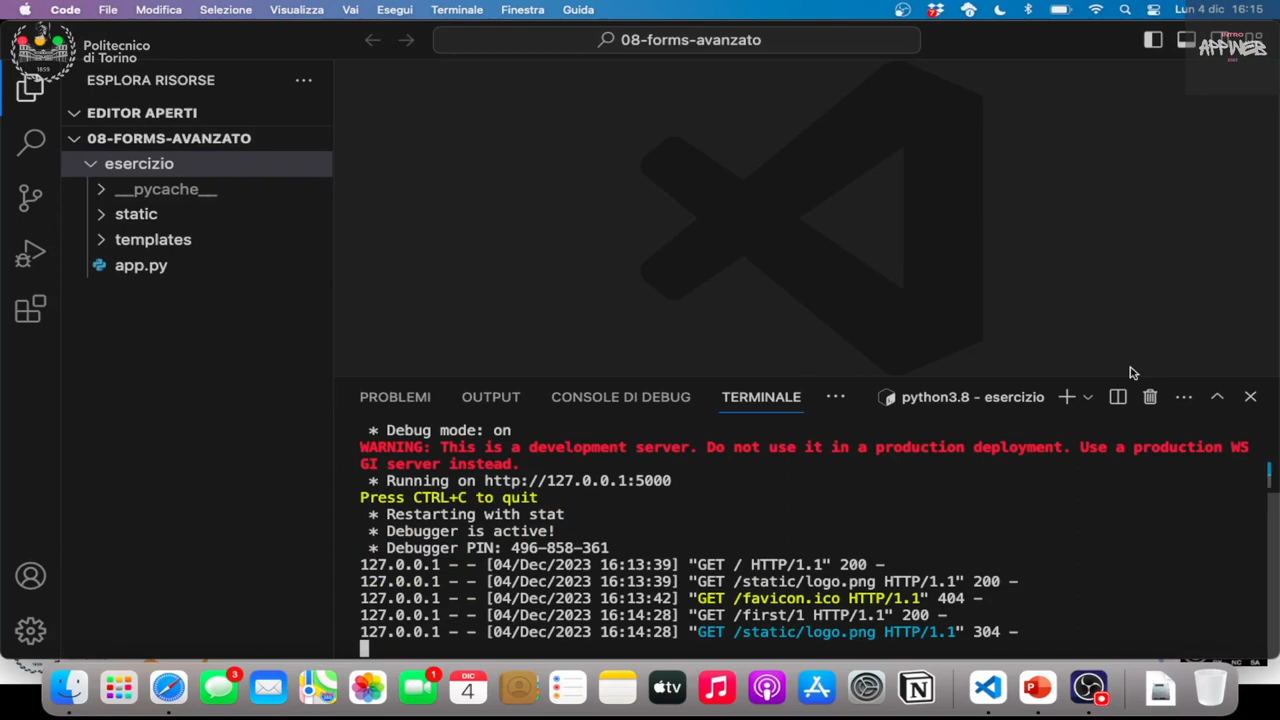 Code File Modifica Selezione Visualizza Vai Esegui Terminale Finestra Guida Lun 4 dic 16:15
Politecnico
di Torino
1859
08-forms-avanzato
INTRO
APPIWEB
ESPLORA RISORSE
EDITOR APERTI
08-FORMS-AVANZATO
esercizio
__pycache__
static
templates
app.py
PROBLEMI OUTPUT CONSOLE DI DEBUG TERMINALE python3.8 - esercizio
* Debug mode: on
WARNING: This is a development server. Do not use it in a production deployment. Use a production WS
GI server instead.
* Running on http://127.0.0.1:5000
Press CTRL+C to quit
* Restarting with stat
* Debugger is active!
* Debugger PIN: 496-858-361
127.0.0.1 - - [04/Dec/2023 16:13:39] "GET / HTTP/1.1" 200 -
127.0.0.1 - - [04/Dec/2023 16:13:39] "GET /static/logo.png HTTP/1.1" 200 -
127.0.0.1 - - [04/Dec/2023 16:13:42] "GET /favicon.ico HTTP/1.1" 404 -
127.0.0.1 - - [04/Dec/2023 16:14:28] "GET /first/1 HTTP/1.1" 200 -
127.0.0.1 - - [04/Dec/2023 16:14:28] "GET /static/logo.png HTTP/1.1" 304 -
NC SA
3
1
DIC
4
tv